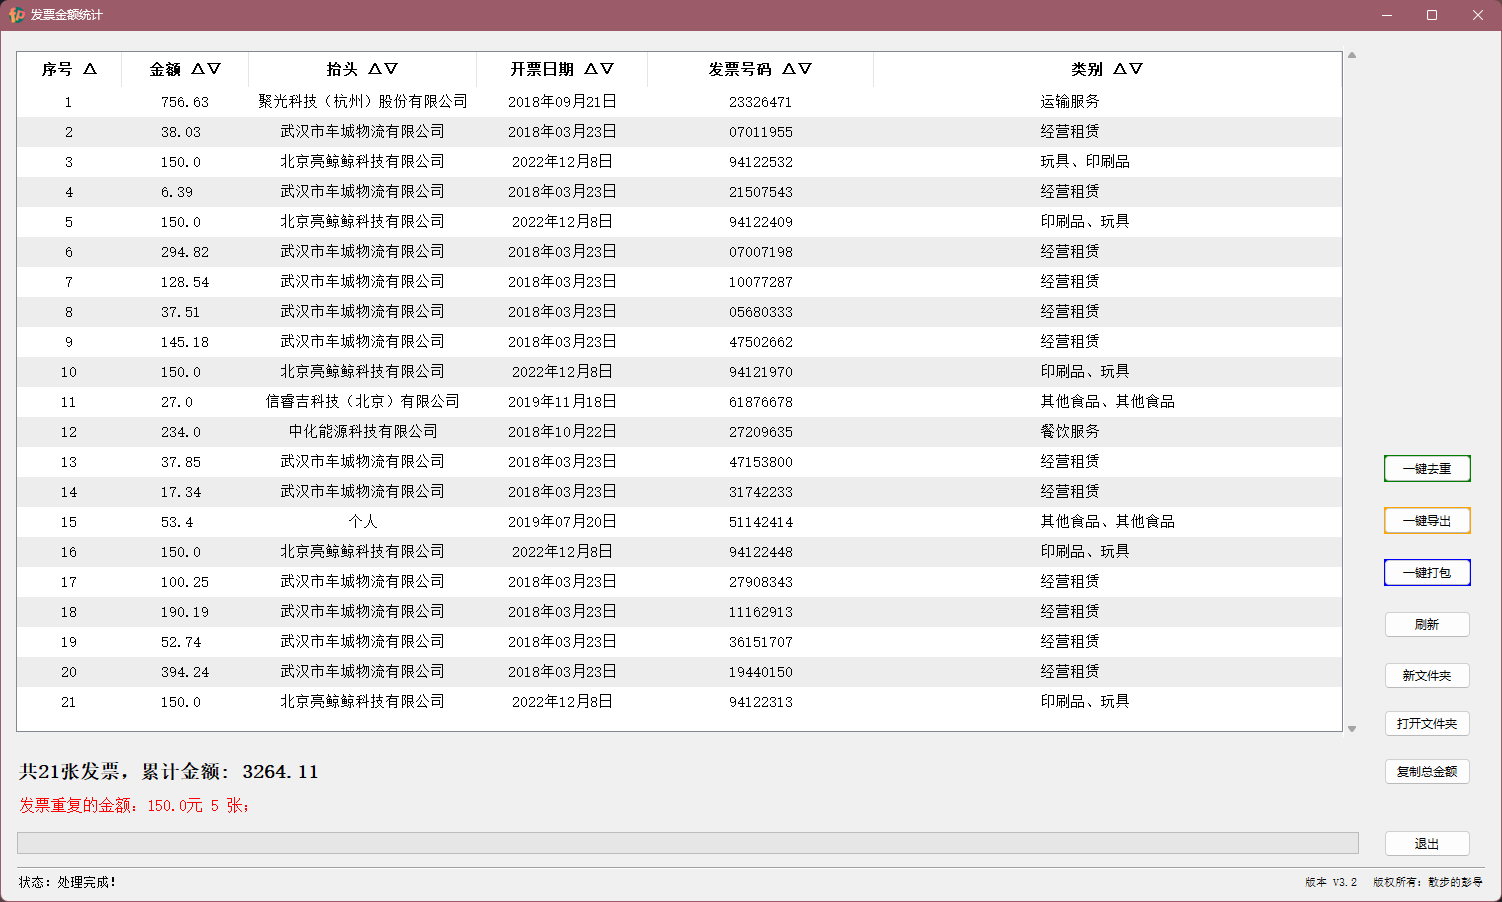 发票金额统计
序号 △ 金额 △▽ 抬头 △▽ 开票日期 △▽ 发票号码 △▽ 类别 △▽
1 756.63 聚光科技（杭州）股份有限公司 2018年09月21日 23326471 运输服务
2 38.03 武汉市车城物流有限公司 2018年03月23日 07011955 经营租赁
3 150.0 北京亮鲸鲸科技有限公司 2022年12月8日 94122532 玩具、印刷品
4 6.39 武汉市车城物流有限公司 2018年03月23日 21507543 经营租赁
5 150.0 北京亮鲸鲸科技有限公司 2022年12月8日 94122409 印刷品、玩具
6 294.82 武汉市车城物流有限公司 2018年03月23日 07007198 经营租赁
7 128.54 武汉市车城物流有限公司 2018年03月23日 10077287 经营租赁
8 37.51 武汉市车城物流有限公司 2018年03月23日 05680333 经营租赁
9 145.18 武汉市车城物流有限公司 2018年03月23日 47502662 经营租赁
10 150.0 北京亮鲸鲸科技有限公司 2022年12月8日 94121970 印刷品、玩具
11 27.0 信睿吉科技（北京）有限公司 2019年11月18日 61876678 其他食品、其他食品
12 234.0 中化能源科技有限公司 2018年10月22日 27209635 餐饮服务
13 37.85 武汉市车城物流有限公司 2018年03月23日 47153800 经营租赁
14 17.34 武汉市车城物流有限公司 2018年03月23日 31742233 经营租赁
15 53.4 个人 2019年07月20日 51142414 其他食品、其他食品
16 150.0 北京亮鲸鲸科技有限公司 2022年12月8日 94122448 印刷品、玩具
17 100.25 武汉市车城物流有限公司 2018年03月23日 27908343 经营租赁
18 190.19 武汉市车城物流有限公司 2018年03月23日 11162913 经营租赁
19 52.74 武汉市车城物流有限公司 2018年03月23日 36151707 经营租赁
20 394.24 武汉市车城物流有限公司 2018年03月23日 19440150 经营租赁
21 150.0 北京亮鲸鲸科技有限公司 2022年12月8日 94122313 印刷品、玩具
一键去重
一键导出
一键打包
刷新
新文件夹
打开文件夹
复制总金额
退出
共21张发票，累计金额: 3264.11
发票重复的金额: 150.0元 5 张;
状态: 处理完成!
版本 V3.2 版权所有: 散步的彭导